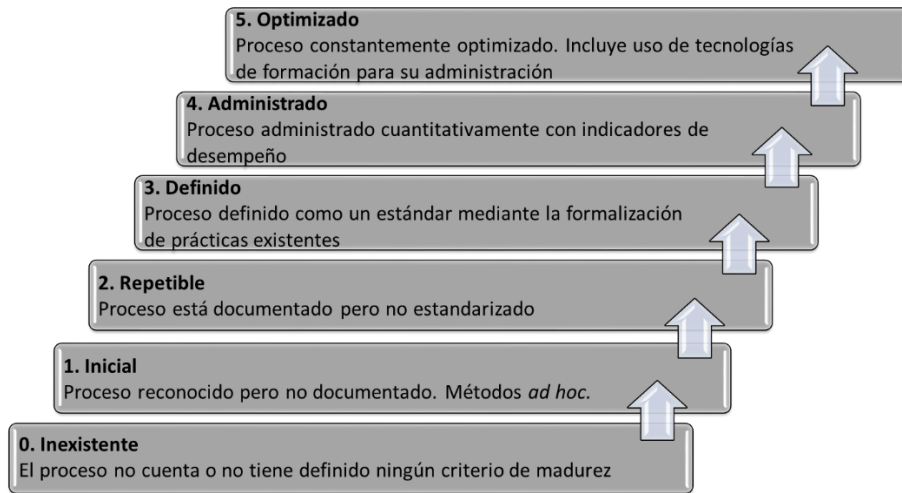 5. Optimizado
Proceso constantemente optimizado. Incluye uso de tecnologías
de formación para su administración
4. Administrado
Proceso administrado cuantitativamente con indicadores de
desempeño
3. Definido
Proceso definido como un estándar mediante la formalización
de prácticas existentes
2. Repetible
Proceso está documentado pero no estandarizado
1. Inicial
Proceso reconocido pero no documentado. Métodos ad hoc.
0. Inexistente
El proceso no cuenta o no tiene definido ningún criterio de madurez